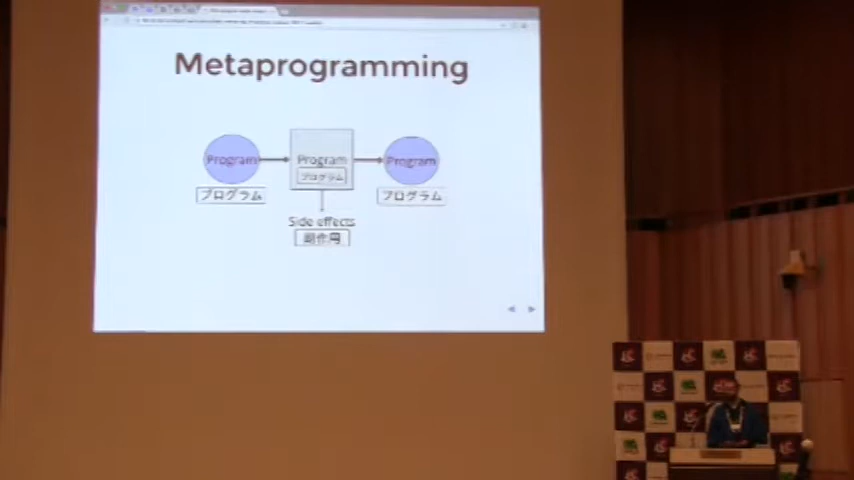 Metaprogramming
Program Program Program
プログラム プログラム プログラム
Side effects
副作用